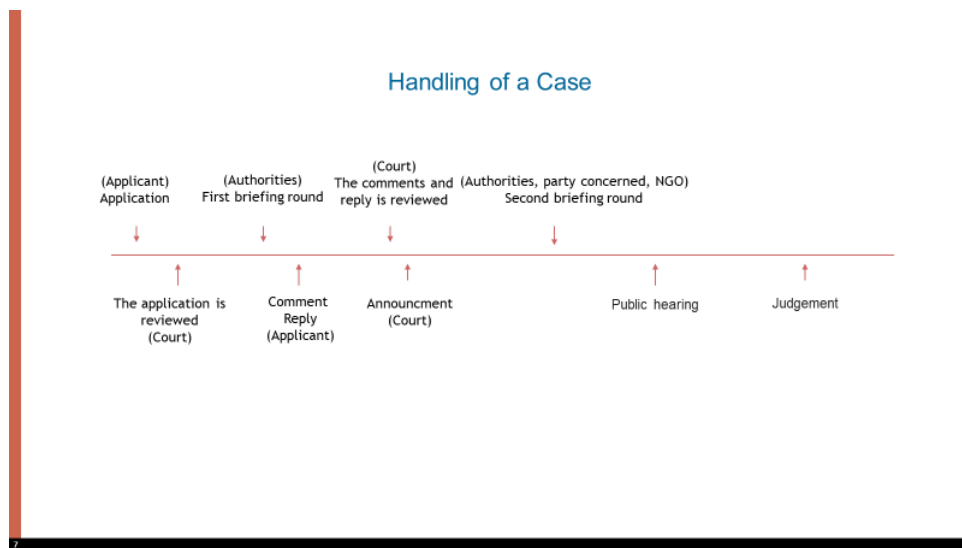 Handling of a Case
(Applicant)
Application
(Authorities)
First briefing round
(Court)
The comments and
reply is reviewed
(Authorities, party concerned, NGO)
Second briefing round
The application is
reviewed
(Court)
Comment
Reply
(Applicant)
Announcment
(Court)
Public hearing
Judgement
7